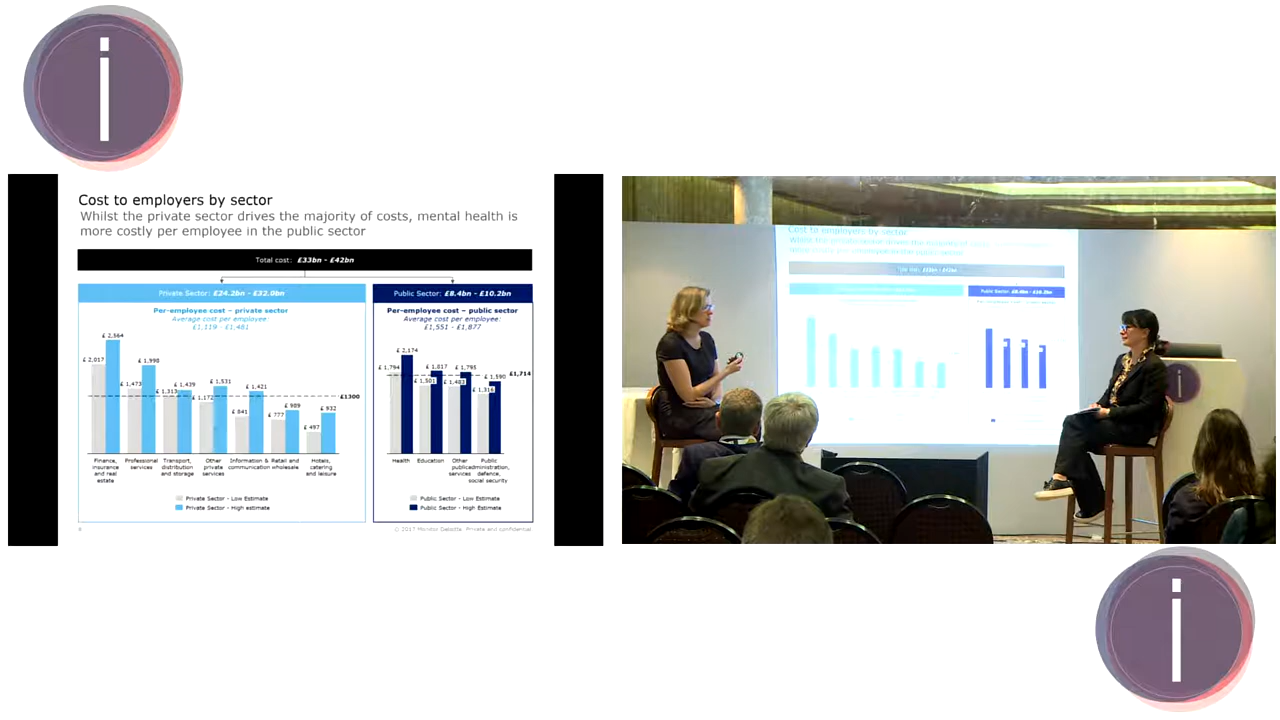 i
Cost to employers by sector
Whilst the private sector drives the majority of costs, mental health is
more costly per employee in the public sector
Total cost: £33bn - £42bn
Private Sector: £24.2bn - £32.0bn
Per-employee cost – private sector
Average cost per employee:
£1,119 - £1,481
£ 2,017
£ 2,564
£ 1,473
£ 1,990
£ 1,313
£ 1,439
£ 1,172
£ 1,531
£ 841
£ 1,421
£ 777
£ 989
£ 497
£ 932
£1300
Finance,
insurance
and real
estate
Professional
services
Transport,
distribution
and storage
Other
private
services
Information &
communication
Retail and
wholesale
Hotels,
catering
and leisure
Private Sector - Low Estimate
Private Sector - High estimate
Public Sector: £8.4bn - £10.2bn
Per-employee cost – public sector
Average cost per employee:
£1,551 - £1,877
£ 1,794
£ 2,174
£ 1,501
£ 1,817
£ 1,483
£ 1,795
£ 1,316
£ 1,590
£1,714
Health
Education
Other
public
services
Public
dministration,
defence,
social security
Public Sector - Low Estimate
Public Sector - High Estimate
© 2017 Monitor Deloitte. Private and confidential
Cost to employers by sector
Public Sector: £8.4bn - £10.2bn
i
i